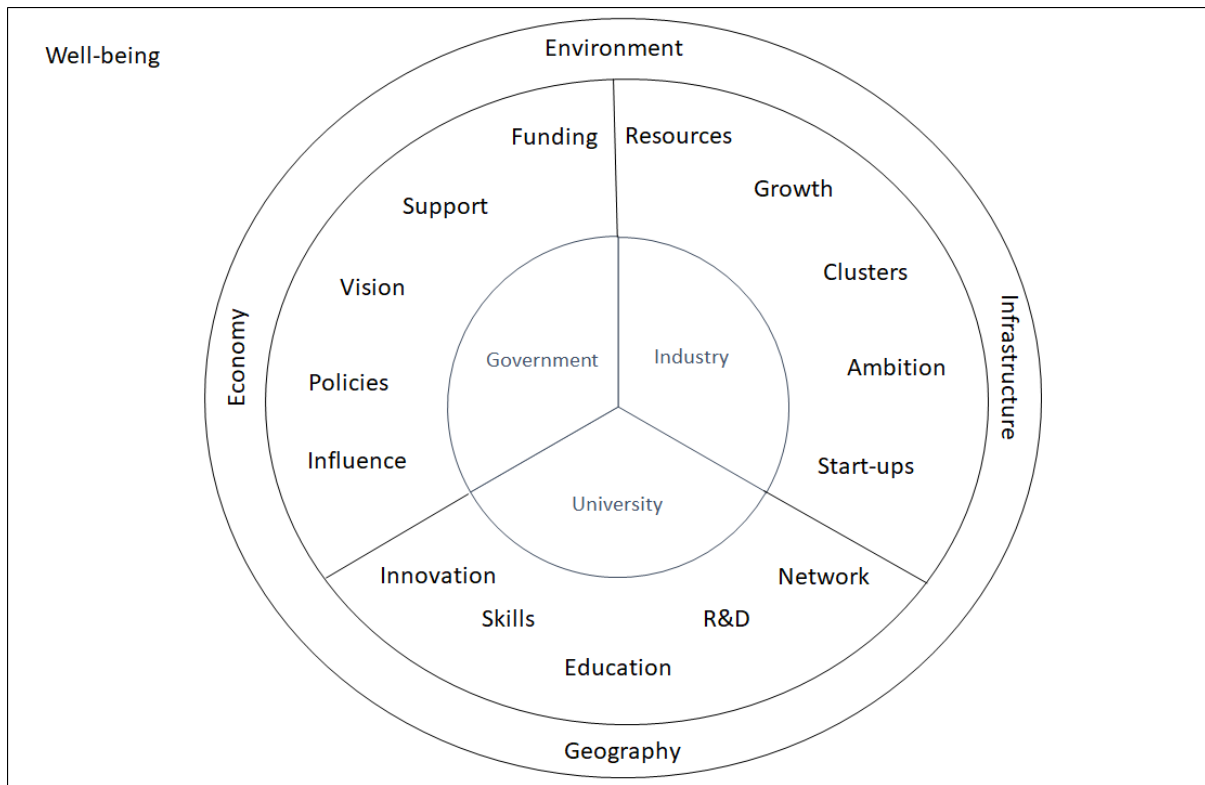 Well-being
Environment
Funding
Resources
Support
Growth
Vision
Clusters
Economy
Infrastructure
Government
Industry
Policies
Ambition
Influence
Start-ups
University
Innovation
Network
Skills
R&D
Education
Geography